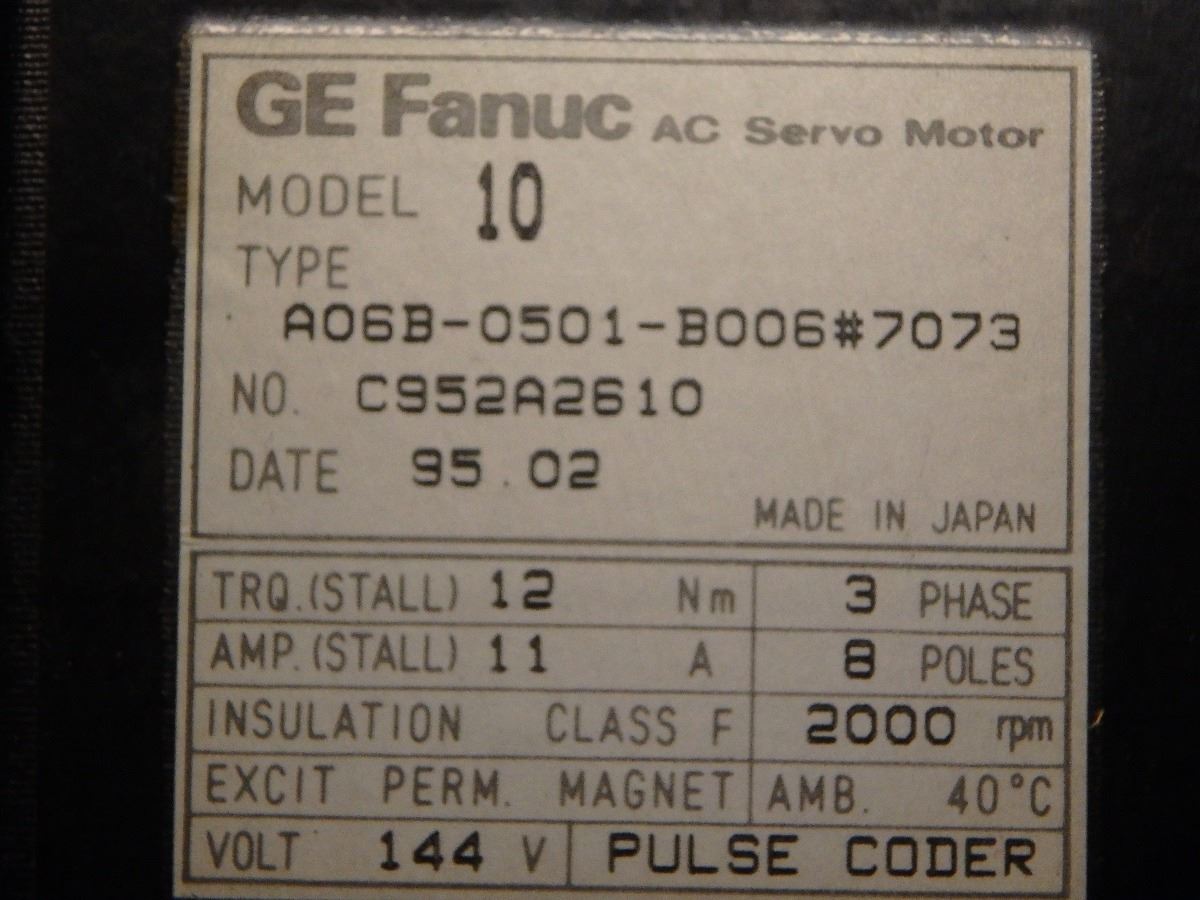 GE Fanuc AC Servo Motor
MODEL 10
TYPE
A06B-0501-B006#7073
NO. C952A2610
DATE 95.02
MADE IN JAPAN
TRQ.(STALL) 12 Nm 3 PHASE
AMP.(STALL) 11 A 8 POLES
INSULATION CLASS F 2000 rpm
EXCIT PERM. MAGNET AMB. 40°C
VOLT 144 V PULSE CODER